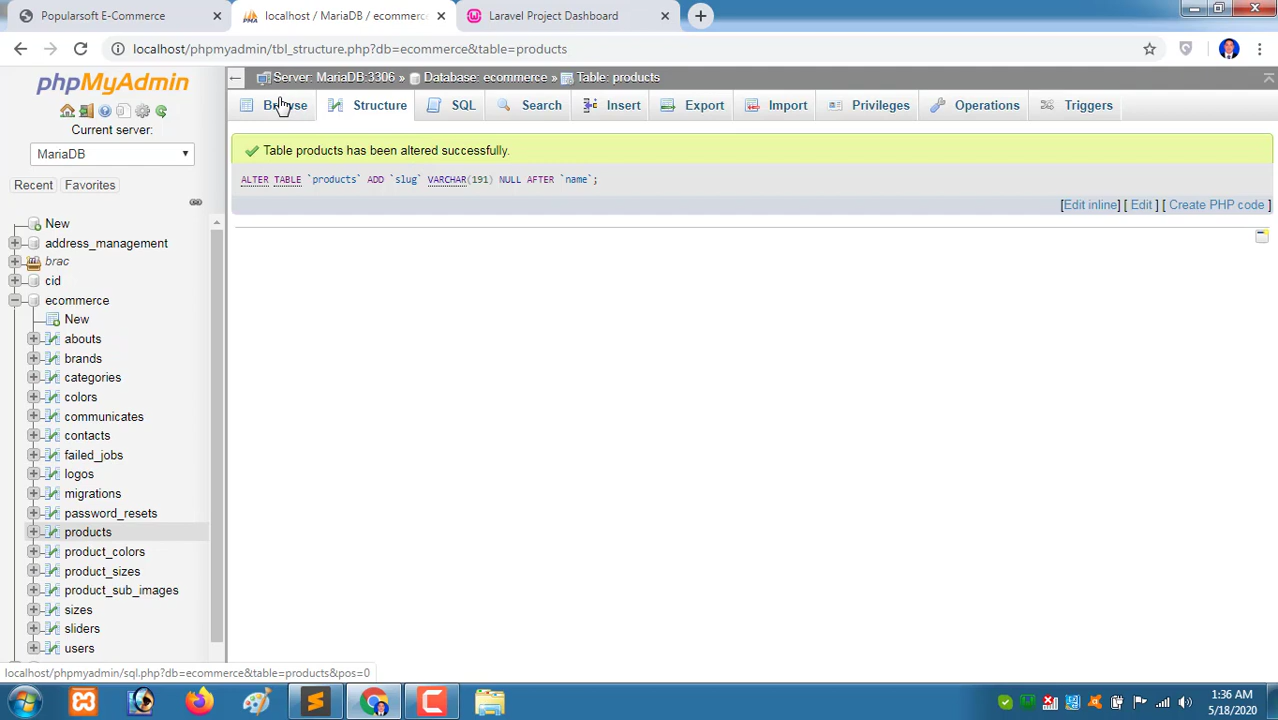 Popularsoft E-Commerce
localhost / MariaDB / ecommerce
Laravel Project Dashboard
localhost/phpmyadmin/tbl_structure.php?db=ecommerce&table=products
phpMyAdmin
Current server:
MariaDB
Recent Favorites
New
address_management
brac
cid
ecommerce
New
abouts
brands
categories
colors
communicates
contacts
failed_jobs
logos
migrations
password_resets
products
product_colors
product_sizes
product_sub_images
sizes
sliders
users
Server: MariaDB:3306 » Database: ecommerce » Table: products
Browse Structure SQL Search Insert Export Import Privileges Operations Triggers
Table products has been altered successfully.
ALTER TABLE `products` ADD `slug` VARCHAR(191) NULL AFTER `name`;
[Edit inline] [ Edit ] [ Create PHP code ]
localhost/phpmyadmin/sql.php?db=ecommerce&table=products&pos=0
1:36 AM
5/18/2020